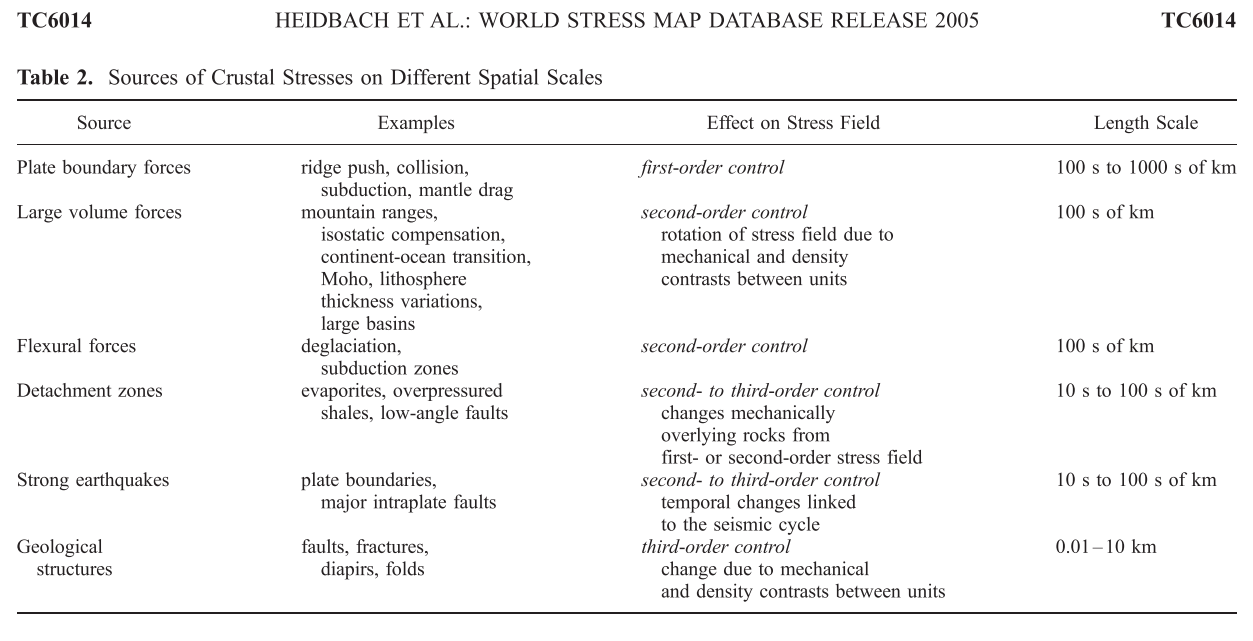 TC6014 HEIDBACH ET AL.: WORLD STRESS MAP DATABASE RELEASE 2005 TC6014
Table 2. Sources of Crustal Stresses on Different Spatial Scales
Source Examples Effect on Stress Field Length Scale
Plate boundary forces ridge push, collision, first-order control 100 s to 1000 s of km
subduction, mantle drag
Large volume forces mountain ranges, second-order control 100 s of km
isostatic compensation, rotation of stress field due to
continent-ocean transition, mechanical and density
Moho, lithosphere contrasts between units
thickness variations,
large basins
Flexural forces deglaciation, second-order control 100 s of km
subduction zones
Detachment zones evaporites, overpressured second- to third-order control 10 s to 100 s of km
shales, low-angle faults changes mechanically
overlying rocks from
first- or second-order stress field
Strong earthquakes plate boundaries, second- to third-order control 10 s to 100 s of km
major intraplate faults temporal changes linked
to the seismic cycle
Geological faults, fractures, third-order control 0.01–10 km
structures diapirs, folds change due to mechanical
and density contrasts between units